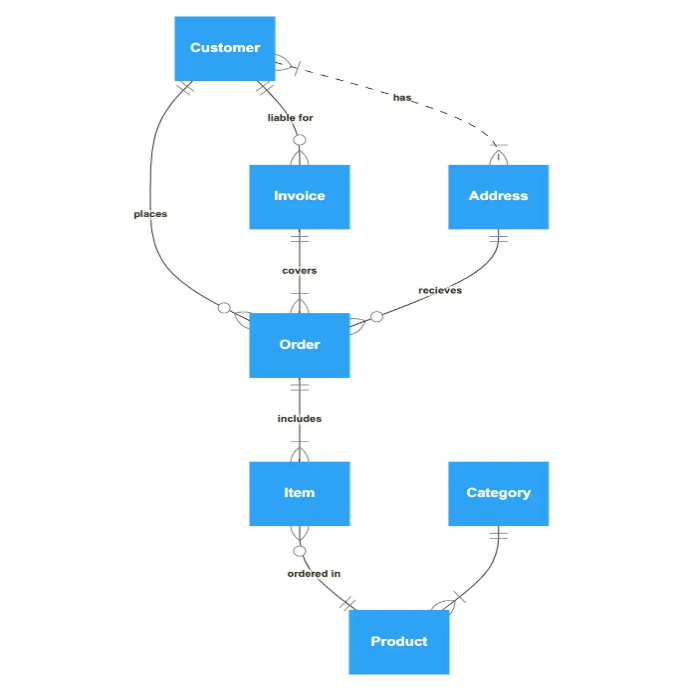 Customer
has
liable for
Invoice
Address
places
covers
recieves
Order
includes
Item
Category
ordered in
Product